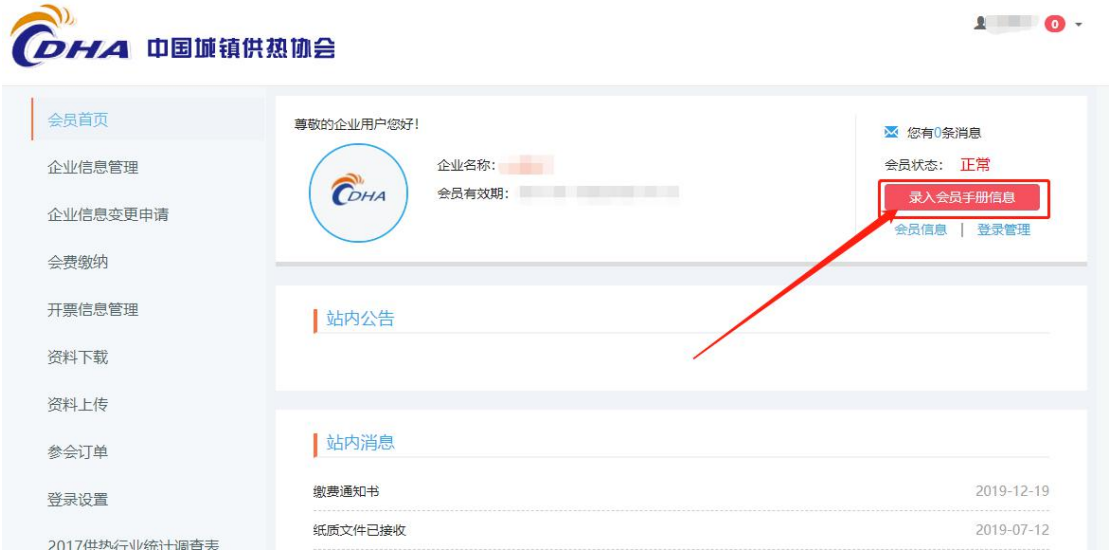 CDHA 中国城镇供热协会
0
会员首页
企业信息管理
企业信息变更申请
会费缴纳
开票信息管理
资料下载
资料上传
参会订单
登录设置
2017供热行业统计调查表
尊敬的企业用户您好!
CDHA
企业名称:
会员有效期:
您有0条消息
会员状态: 正常
录入会员手册信息
会员信息 | 登录管理
站内公告
站内消息
缴费通知书 2019-12-19
纸质文件已接收 2019-07-12